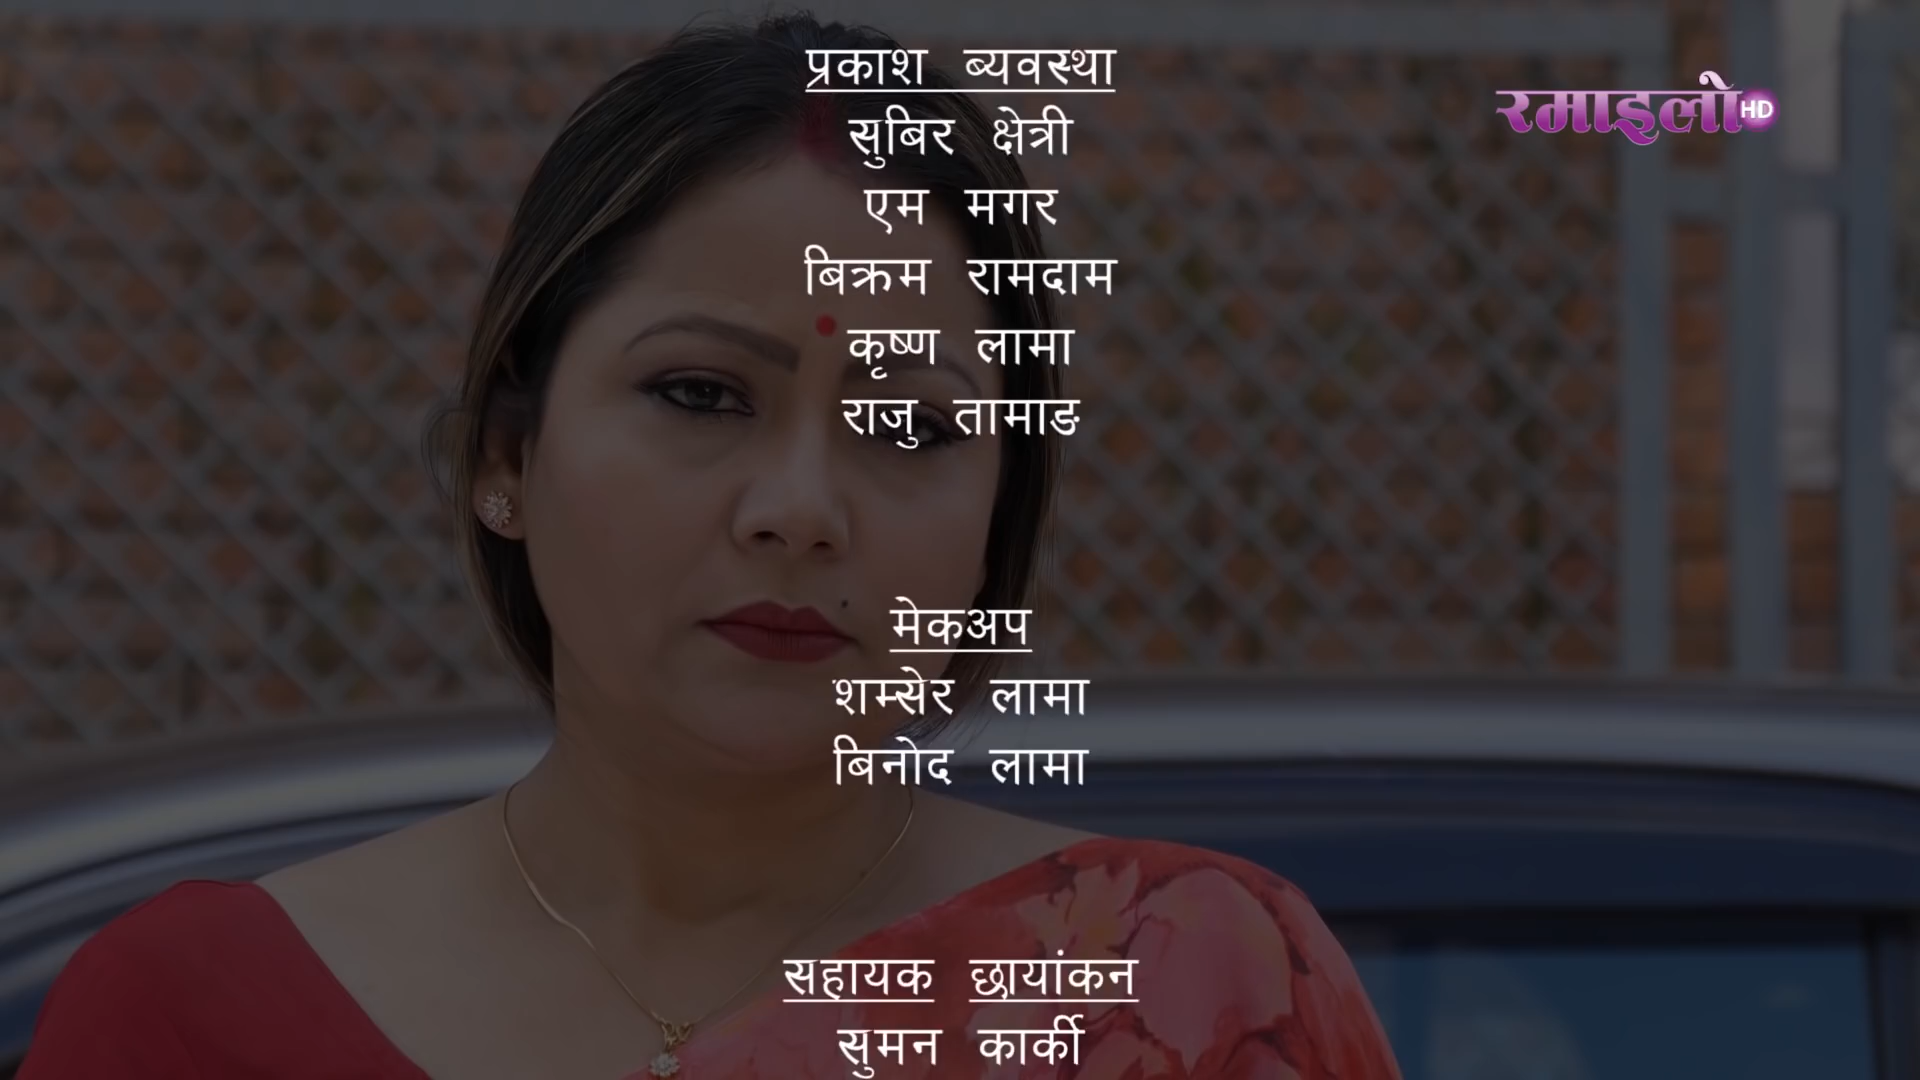 प्रकाश ब्यवस्था
रमाइलो HD
सुबिर क्षेत्री
एम मगर
बिक्रम रामदाम
कृष्ण लामा
राजु तामाङ
मेकअप
शम्सेर लामा
बिनोद लामा
सहायक छायांकन
सुमन कार्की